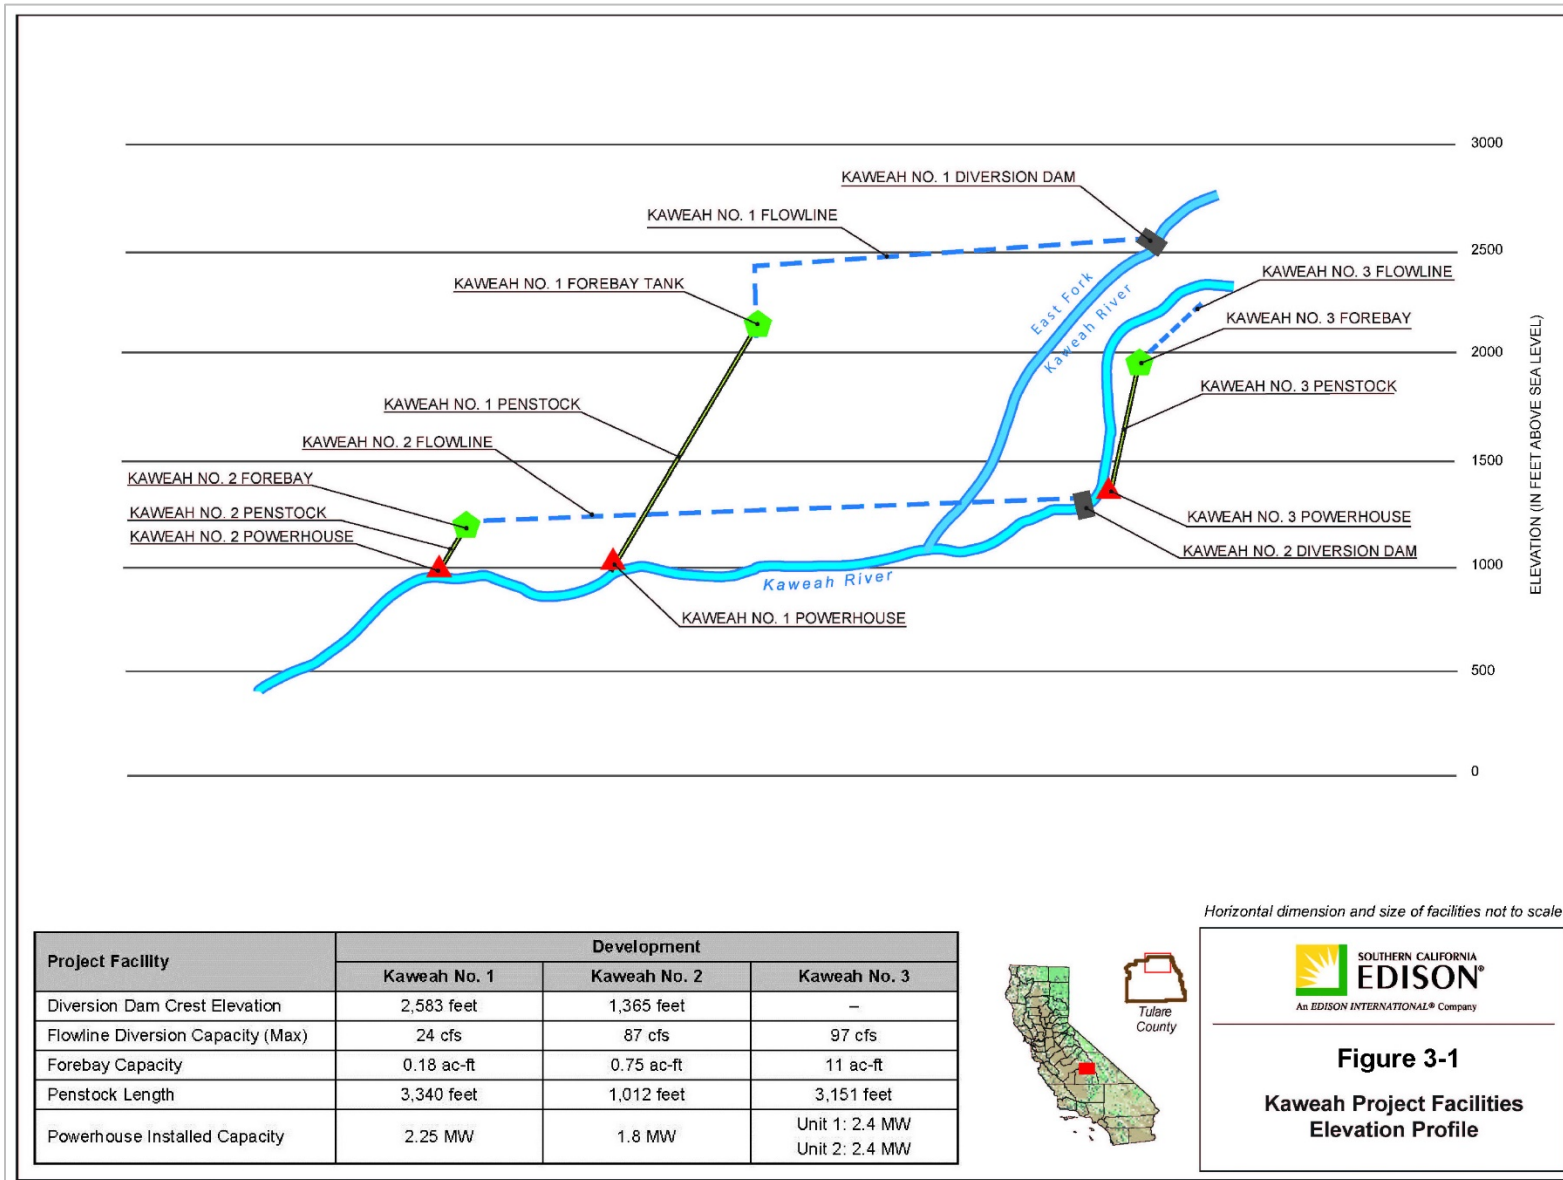 3000
KAWEAH NO. 1 DIVERSION DAM
KAWEAH NO. 1 FLOWLINE
2500
KAWEAH NO. 3 FLOWLINE
KAWEAH NO. 1 FOREBAY TANK
East Fork
Kaweah River
KAWEAH NO. 3 FOREBAY
2000
KAWEAH NO. 3 PENSTOCK
KAWEAH NO. 1 PENSTOCK
KAWEAH NO. 2 FLOWLINE
1500
KAWEAH NO. 2 FOREBAY
KAWEAH NO. 2 PENSTOCK
KAWEAH NO. 3 POWERHOUSE
KAWEAH NO. 2 POWERHOUSE
KAWEAH NO. 2 DIVERSION DAM
1000
Kaweah River
KAWEAH NO. 1 POWERHOUSE
500
0
ELEVATION (IN FEET ABOVE SEA LEVEL)
Horizontal dimension and size of facilities not to scale
Project Facility Development
Kaweah No. 1 Kaweah No. 2 Kaweah No. 3
Diversion Dam Crest Elevation 2,583 feet 1,365 feet –
Flowline Diversion Capacity (Max) 24 cfs 87 cfs 97 cfs
Forebay Capacity 0.18 ac-ft 0.75 ac-ft 11 ac-ft
Penstock Length 3,340 feet 1,012 feet 3,151 feet
Powerhouse Installed Capacity 2.25 MW 1.8 MW Unit 1: 2.4 MW
Unit 2: 2.4 MW
Tulare
County
SOUTHERN CALIFORNIA
EDISON®
An EDISON INTERNATIONAL® Company
Figure 3-1
Kaweah Project Facilities
Elevation Profile